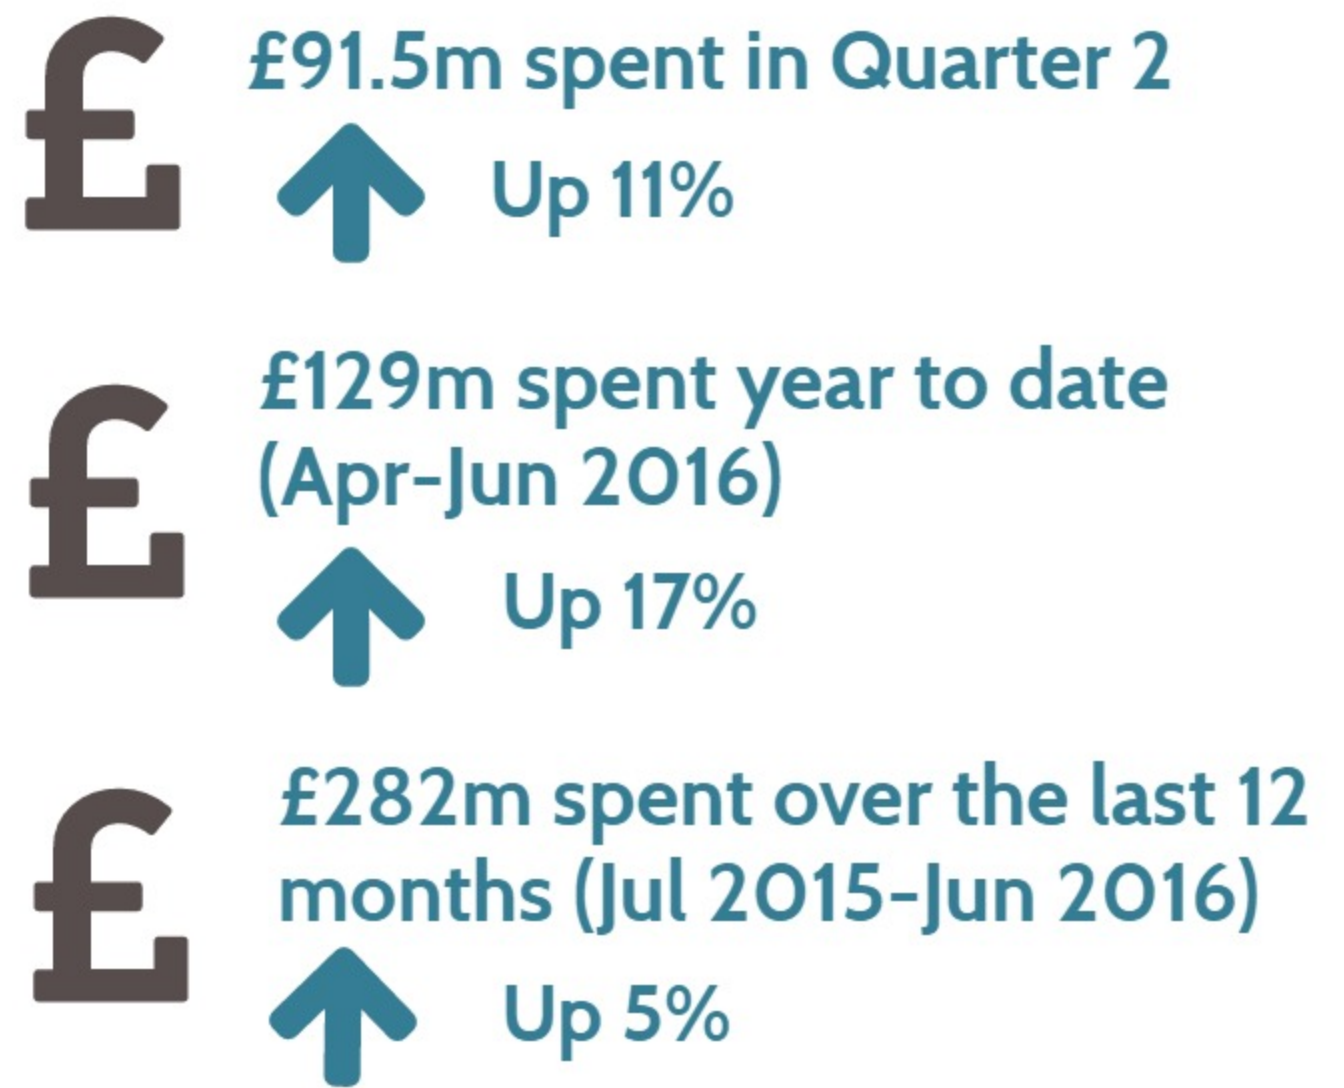 £
£91.5m spent in Quarter 2
Up 11%
£
£129m spent year to date
(Apr-Jun 2016)
Up 17%
£
£282m spent over the last 12
months (Jul 2015-Jun 2016)
Up 5%